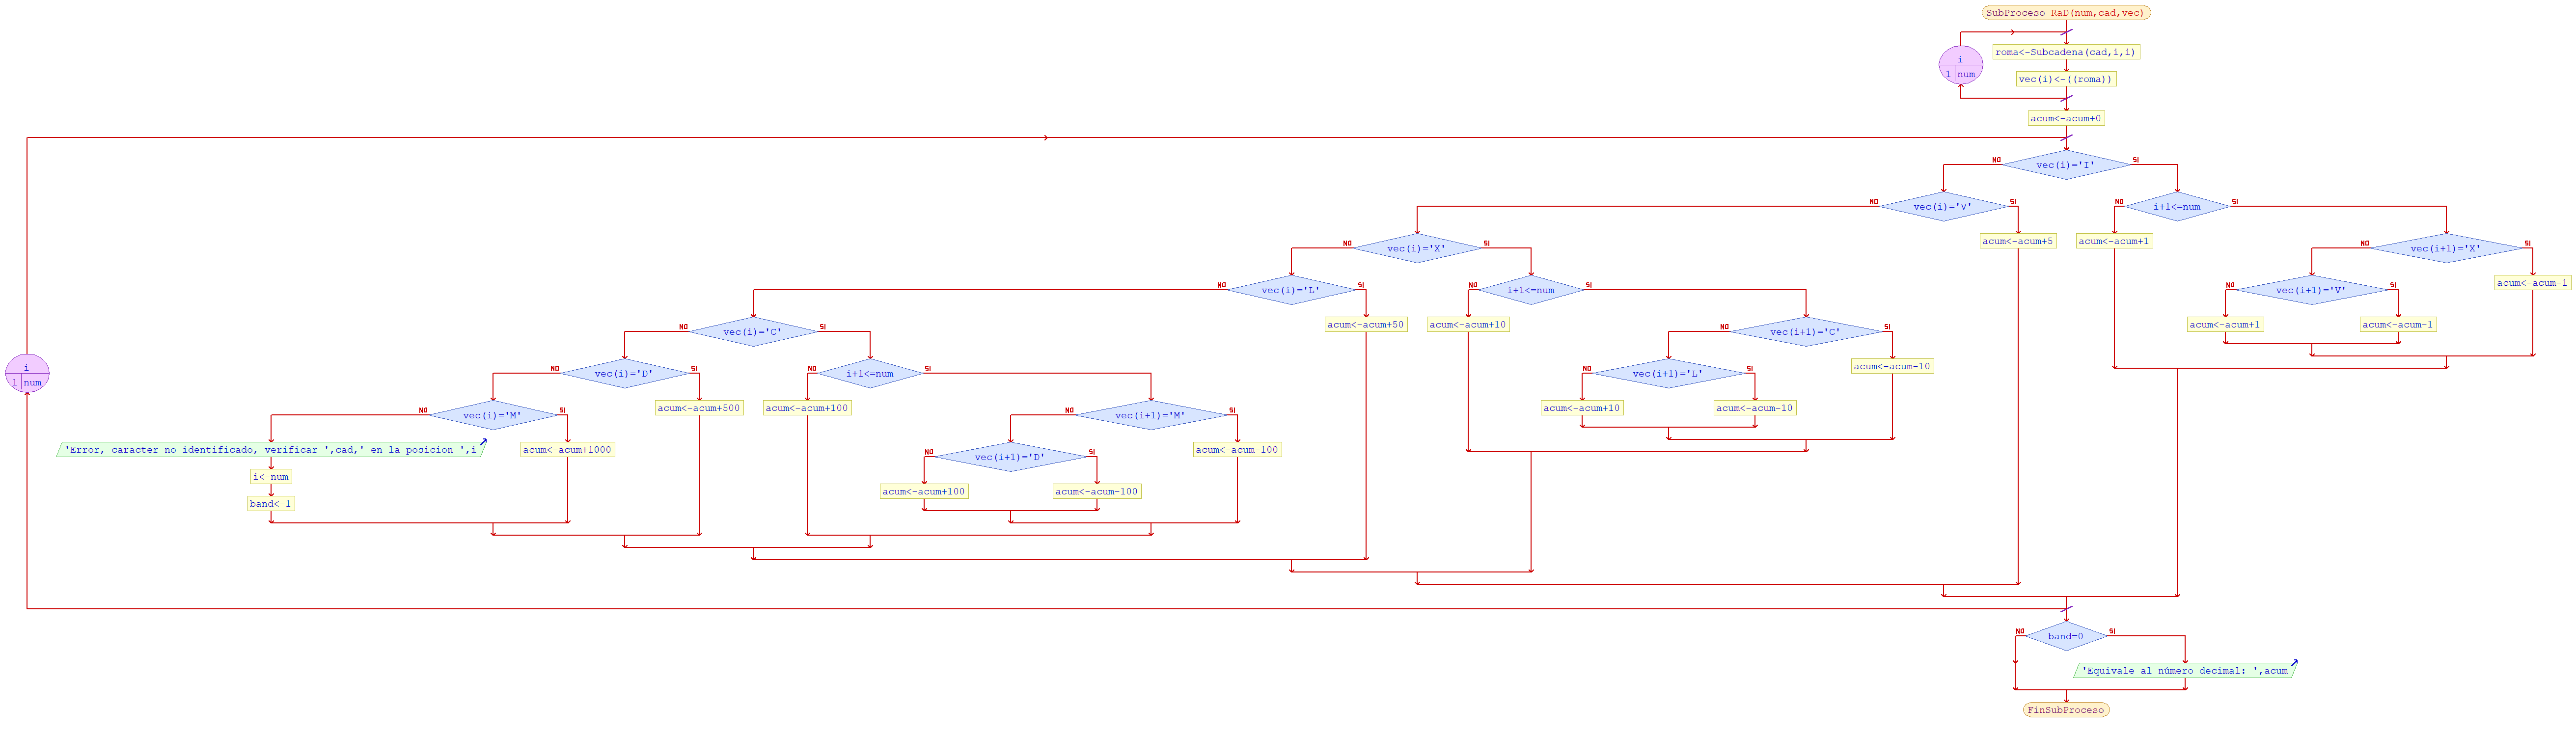 SubProceso RaD(num,cad,vec)
i
1 num
roma<-Subcadena(cad,i,i)
vec(i)<-((roma))
acum<-acum+0
vec(i)='I'
NO
SI
vec(i)='V'
NO
SI
i+1<=num
NO
SI
vec(i)='X'
NO
SI
acum<-acum+5
acum<-acum+1
vec(i+1)='X'
NO
SI
vec(i)='L'
NO
SI
i+1<=num
NO
SI
vec(i+1)='V'
NO
SI
acum<-acum-1
vec(i)='C'
NO
SI
acum<-acum+50
acum<-acum+10
vec(i+1)='C'
NO
SI
acum<-acum+1
acum<-acum-1
i
1 num
vec(i)='D'
NO
SI
i+1<=num
NO
SI
vec(i+1)='L'
NO
SI
acum<-acum-10
vec(i)='M'
NO
SI
acum<-acum+500
acum<-acum+100
vec(i+1)='M'
NO
SI
acum<-acum+10
acum<-acum-10
'Error, caracter no identificado, verificar ',cad,' en la posicion ',i
acum<-acum+1000
vec(i+1)='D'
NO
SI
acum<-acum-100
i<-num
acum<-acum+100
acum<-acum-100
band<-1
band=0
NO
SI
'Equivale al número decimal: ',acum
FinSubProceso